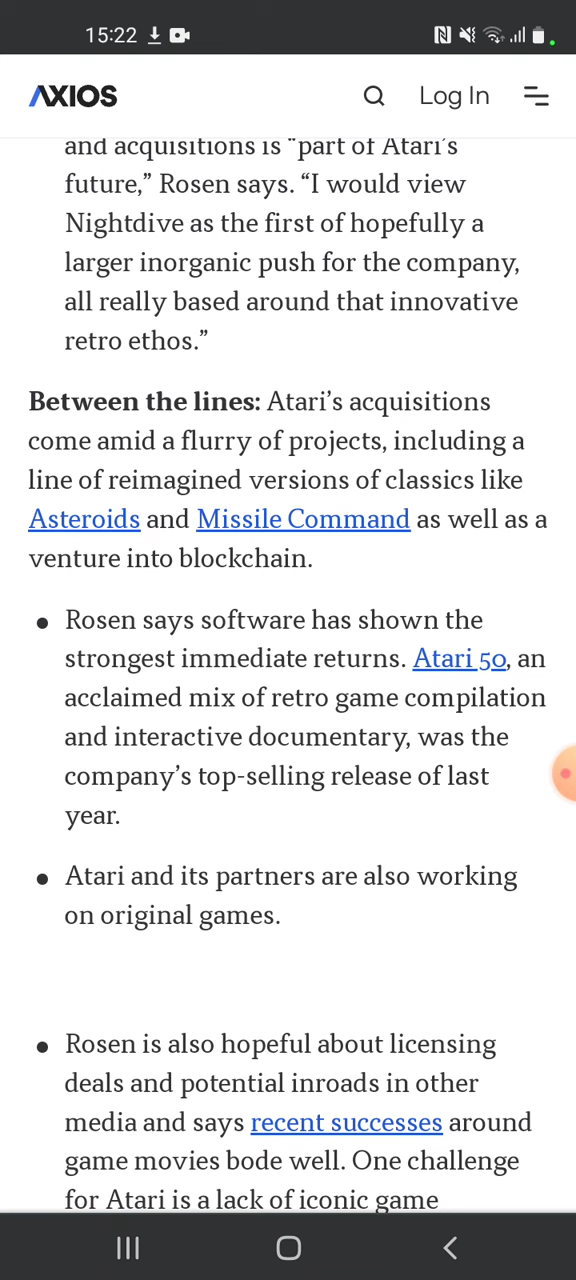 15:22
AXIOS
Log In
and acquisitions is “part of Atari’s
future,” Rosen says. “I would view
Nightdive as the first of hopefully a
larger inorganic push for the company,
all really based around that innovative
retro ethos.”
Between the lines: Atari’s acquisitions
come amid a flurry of projects, including a
line of reimagined versions of classics like
Asteroids and Missile Command as well as a
venture into blockchain.
• Rosen says software has shown the
strongest immediate returns. Atari 50, an
acclaimed mix of retro game compilation
and interactive documentary, was the
company’s top-selling release of last
year.
• Atari and its partners are also working
on original games.
• Rosen is also hopeful about licensing
deals and potential inroads in other
media and says recent successes around
game movies bode well. One challenge
for Atari is a lack of iconic game